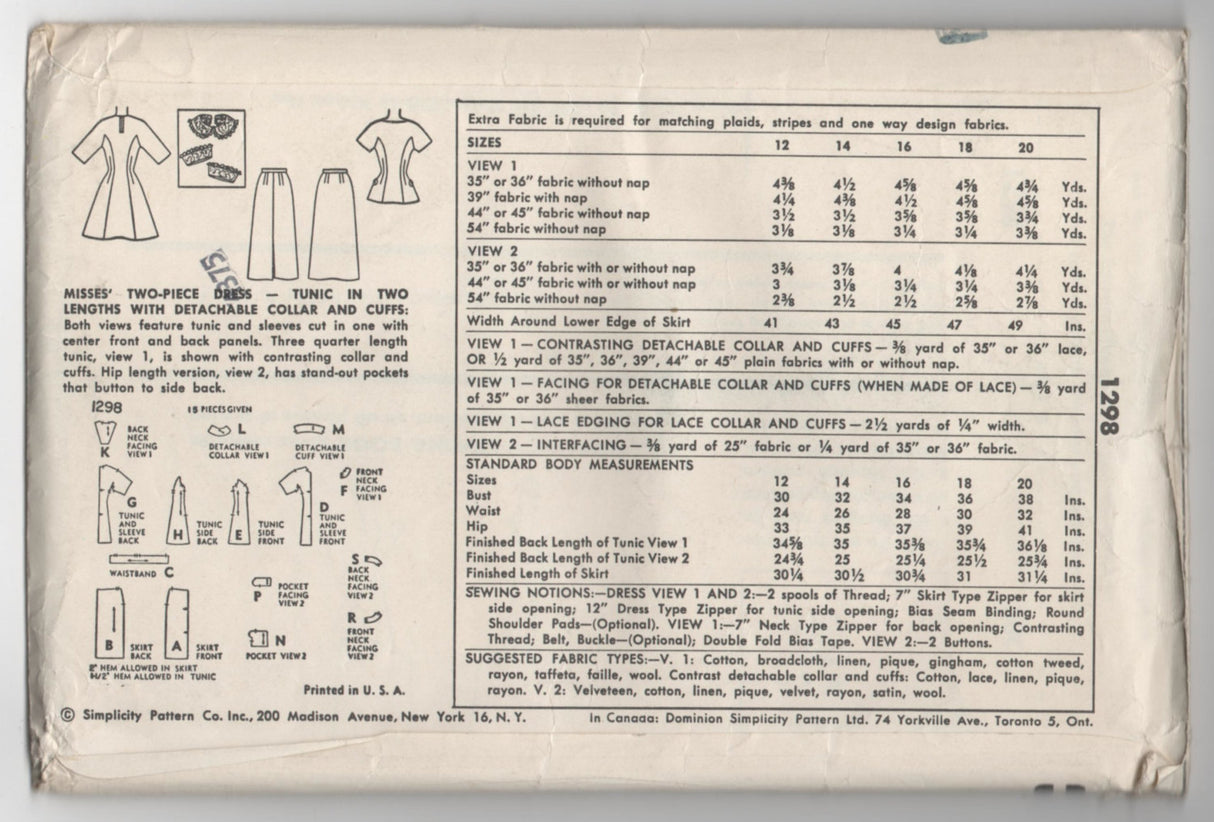 Extra Fabric is required for matching plaids, stripes and one way design fabrics.
SIZES 12 14 16 18 20
VIEW 1
35″ or 36″ fabric without nap 4⅜ 4½ 4⅝ 4⅝ 4¾ Yds.
39″ fabric with nap 4¼ 4⅜ 4½ 4⅝ 4⅝ Yds.
44″ or 45″ fabric without nap 3½ 3½ 3⅝ 3⅝ 3¾ Yds.
54″ fabric without nap 3⅛ 3⅛ 3¼ 3¼ 3⅜ Yds.
VIEW 2
35″ or 36″ fabric with or without nap 3¾ 3⅞ 4 4⅛ 4¼ Yds.
44″ or 45″ fabric with or without nap 3 3⅛ 3¼ 3¼ 3⅜ Yds.
54″ fabric without nap 2⅜ 2½ 2½ 2⅝ 2⅞ Yds.
Width Around Lower Edge of Skirt 41 43 45 47 49 Ins.
VIEW 1 — CONTRASTING DETACHABLE COLLAR AND CUFFS — ⅜ yard of 35″ or 36″ lace,
OR ½ yard of 35″, 36″, 39″, 44″ or 45″ plain fabrics with or without nap.
VIEW 1 — FACING FOR DETACHABLE COLLAR AND CUFFS (WHEN MADE OF LACE) — ⅜ yard
of 35″ or 36″ sheer fabrics.
VIEW 1 — LACE EDGING FOR LACE COLLAR AND CUFFS — 2½ yards of ¼″ width.
VIEW 2 — INTERFACING — ⅜ yard of 25″ fabric or ¼ yard of 35″ or 36″ fabric.
STANDARD BODY MEASUREMENTS
Sizes 12 14 16 18 20
Bust 30 32 34 36 38 Ins.
Waist 24 26 28 30 32 Ins.
Hip 33 35 37 39 41 Ins.
Finished Back Length of Tunic View 1 34⅝ 35 35⅜ 35¾ 36⅛ Ins.
Finished Back Length of Tunic View 2 24¾ 25 25¼ 25½ 25¾ Ins.
Finished Length of Skirt 30¼ 30½ 30¾ 31 31¼ Ins.
SEWING NOTIONS:—DRESS VIEW 1 AND 2:—2 spools of Thread; 7″ Skirt Type Zipper for skirt
side opening; 12″ Dress Type Zipper for tunic side opening; Bias Seam Binding; Round
Shoulder Pads—(Optional). VIEW 1:—7″ Neck Type Zipper for back opening; Contrasting
Thread; Belt, Buckle—(Optional); Double Fold Bias Tape. VIEW 2:—2 Buttons.
SUGGESTED FABRIC TYPES:—V. 1: Cotton, broadcloth, linen, pique, gingham, cotton tweed,
rayon, taffeta, faille, wool. Contrast detachable collar and cuffs: Cotton, lace, linen, pique,
rayon. V. 2: Velveteen, cotton, linen, pique, velvet, rayon, satin, wool.
1298
MISSES' TWO-PIECE DRESS — TUNIC IN TWO
LENGTHS WITH DETACHABLE COLLAR AND CUFFS:
Both views feature tunic and sleeves cut in one with
center front and back panels. Three quarter length
tunic, view 1, is shown with contrasting collar and
cuffs. Hip length version, view 2, has stand-out pockets
that button to side back.
1298 15 PIECES GIVEN
K BACK
NECK
FACING
VIEW 1
L
DETACHABLE
COLLAR VIEW 1
M
DETACHABLE
CUFF VIEW 1
G
TUNIC
AND
SLEEVE
BACK
H TUNIC
SIDE
BACK
E TUNIC
SIDE
FRONT
D
TUNIC
AND
SLEEVE
FRONT
F FRONT
NECK
FACING
VIEW 1
WAISTBAND C
P POCKET
FACING
VIEW 2
S
BACK
NECK
FACING
VIEW 2
B SKIRT
BACK
A SKIRT
FRONT
N
POCKET VIEW 2
R
FRONT
NECK
FACING
VIEW 2
2″ HEM ALLOWED IN SKIRT
HEM ALLOWED IN TUNIC
Printed in U. S. A.
© Simplicity Pattern Co. Inc., 200 Madison Avenue, New York 16, N. Y.
In Canada: Dominion Simplicity Pattern Ltd. 74 Yorkville Ave., Toronto 5, Ont.